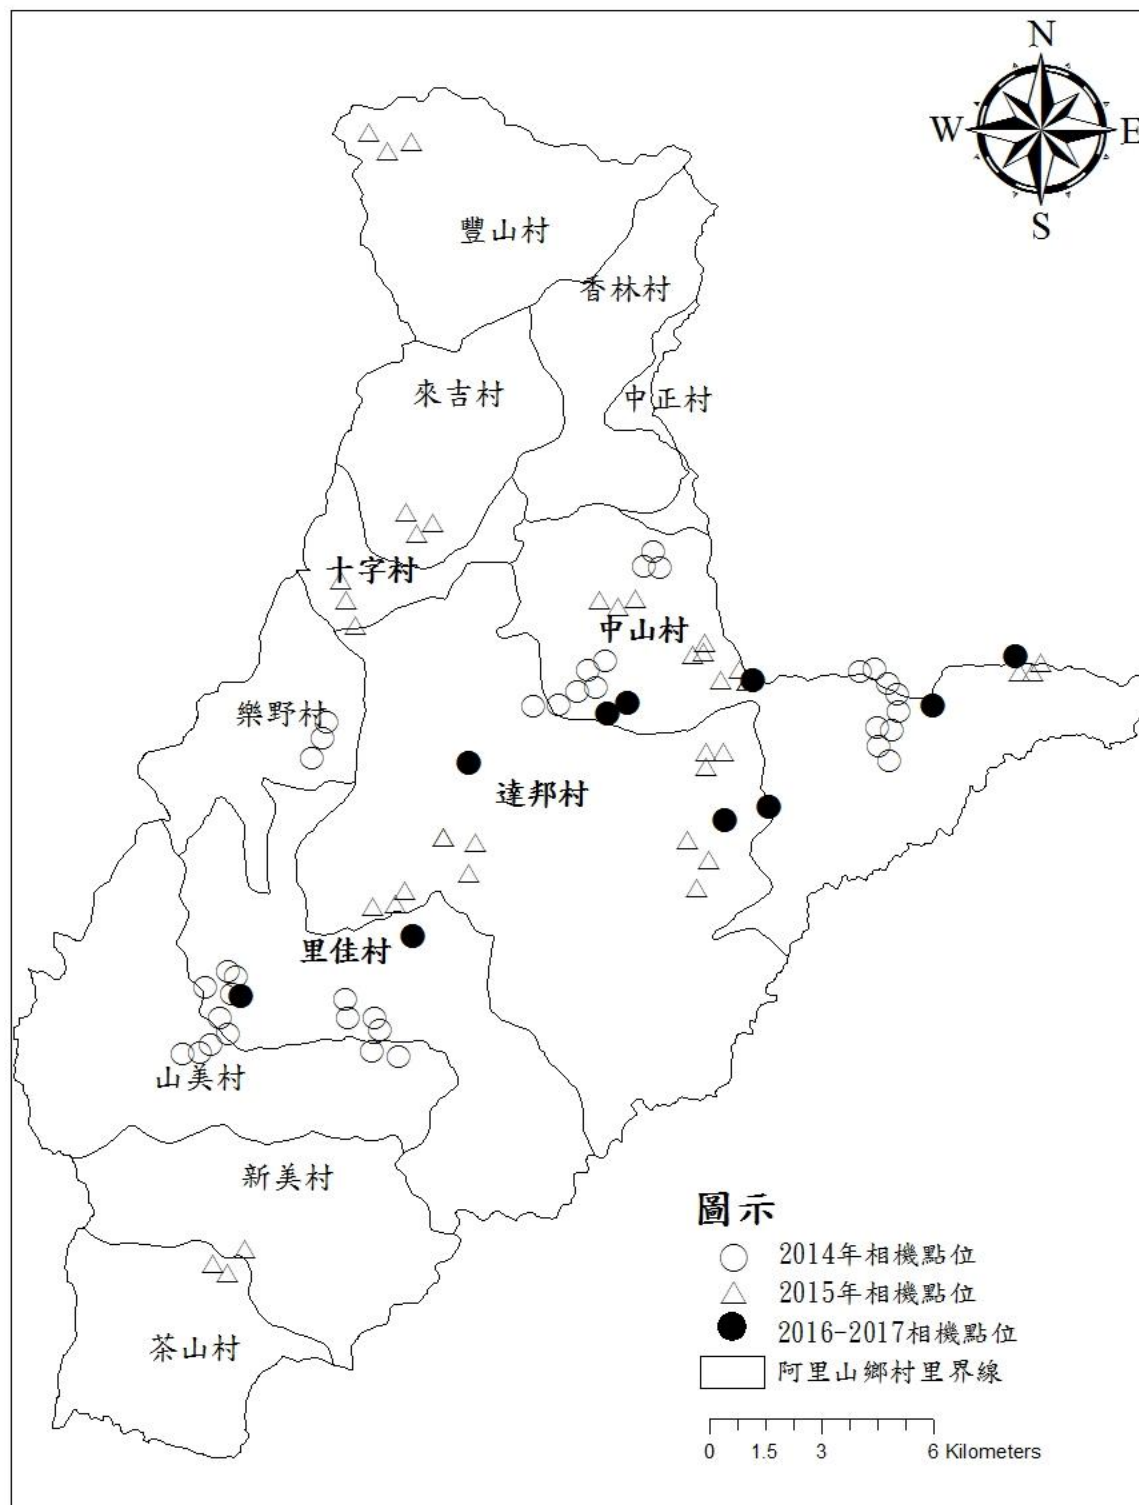 N
W
E
S
豐山村
香林村
來吉村
中正村
十字村
中山村
樂野村
達邦村
里佳村
山美村
新美村
茶山村
圖示
2014年相機點位
2015年相機點位
2016-2017相機點位
阿里山鄉村里界線
0 1.5 3 6 Kilometers